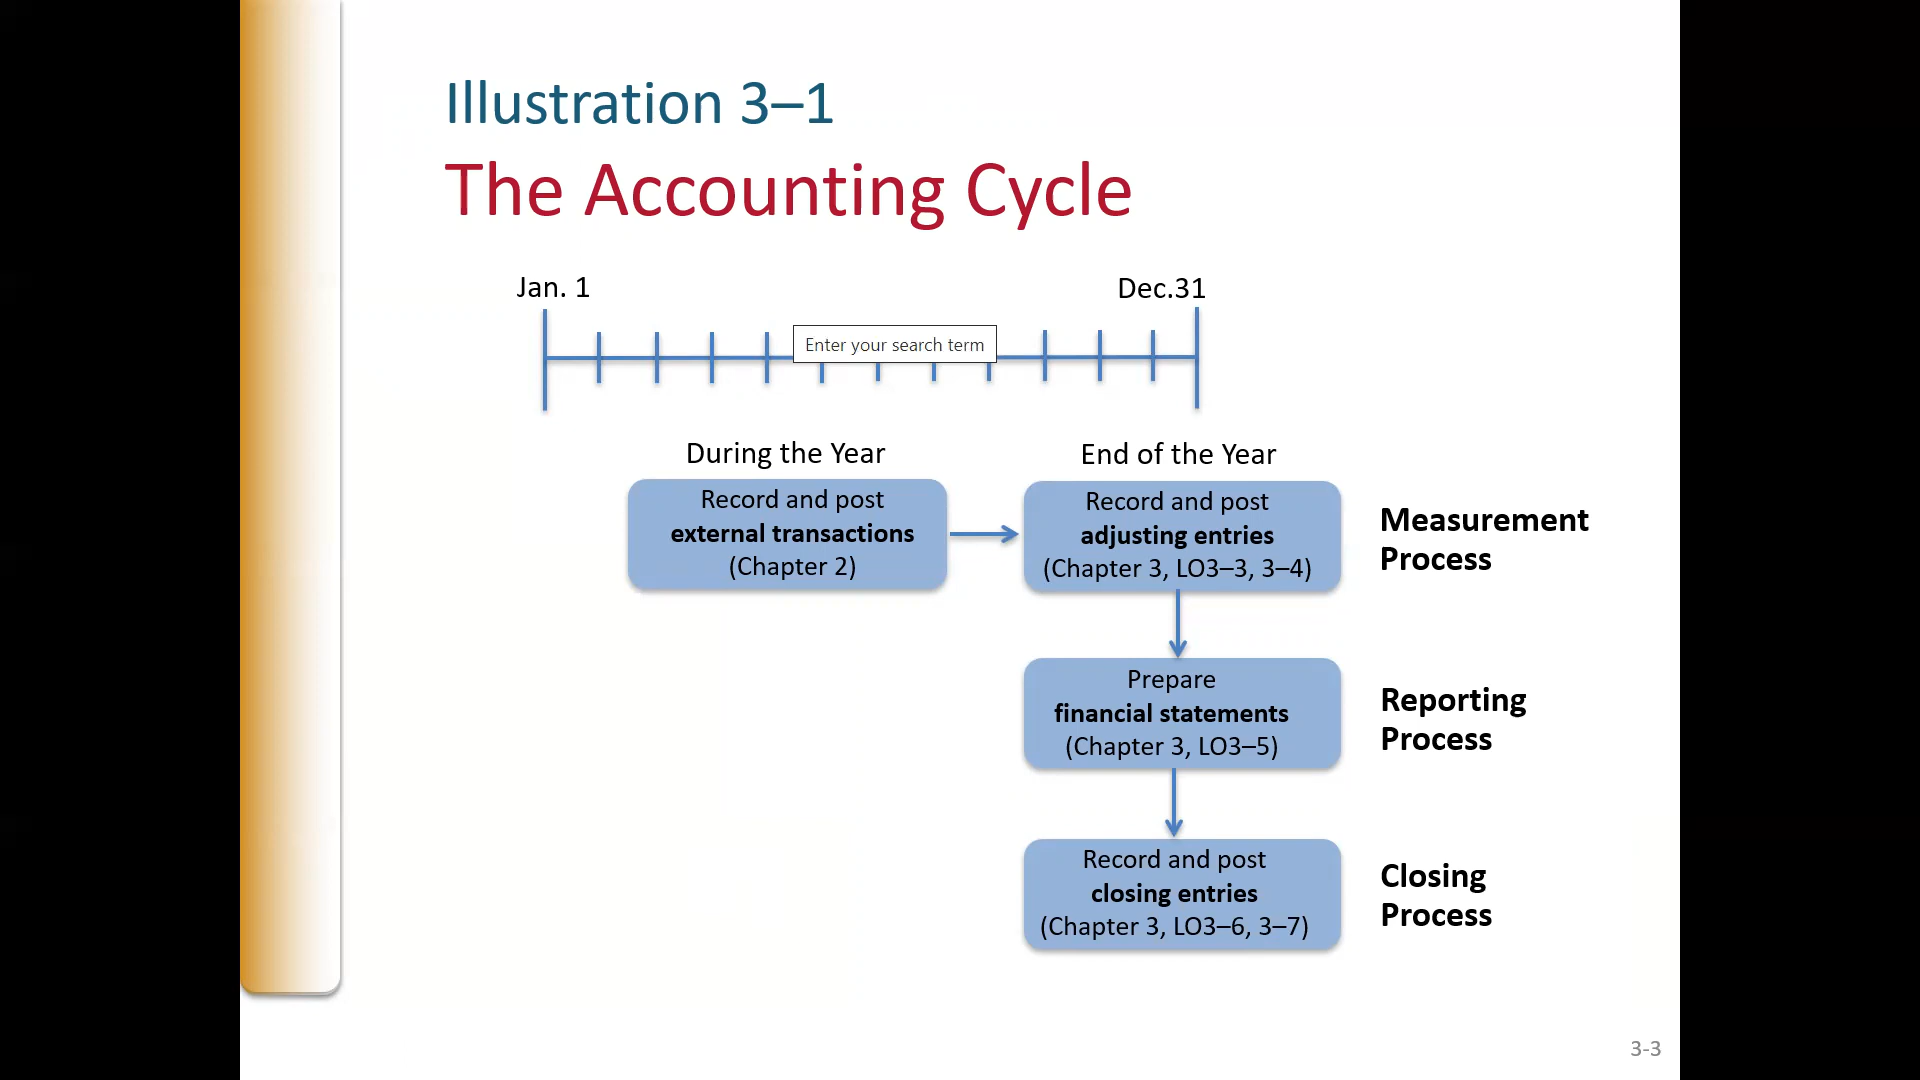 Illustration 3–1
The Accounting Cycle
Jan. 1
Dec.31
Enter your search term
During the Year
Record and post
external transactions
(Chapter 2)
End of the Year
Record and post
adjusting entries
(Chapter 3, LO3–3, 3–4)
Measurement
Process
Prepare
financial statements
(Chapter 3, LO3–5)
Reporting
Process
Record and post
closing entries
(Chapter 3, LO3–6, 3–7)
Closing
Process
3-3